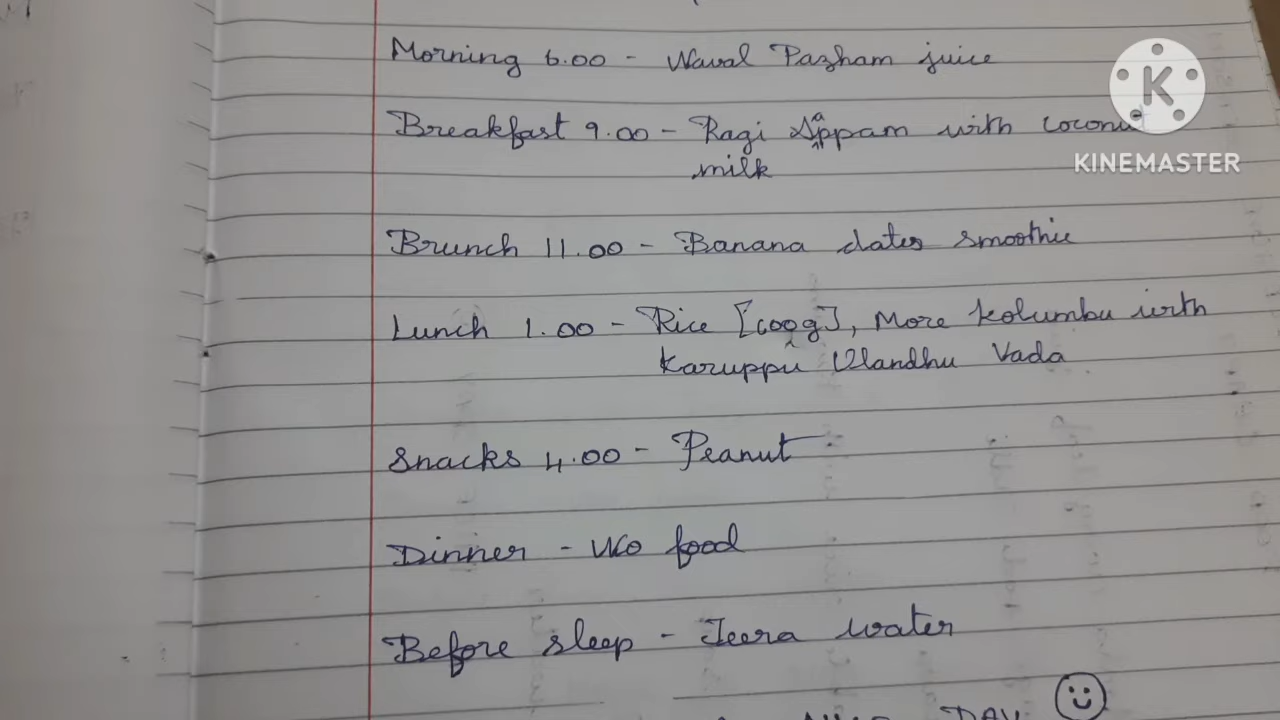 Morning 6.00 - Naval Pazham juice
Breakfast 9.00 - Ragi Appam with coconut
milk
Brunch 11.00 - Banana dates smoothie
Lunch 1.00 - Rice [100g], More kolumbu with
Karuppu Ulandhu Vada
Snacks 4.00 - Peanut
Dinner - No food
Before sleep - Jeera water
DAY
KINEMASTER